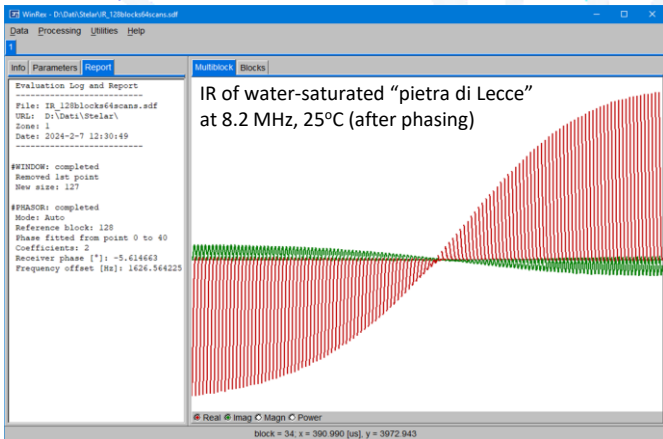 WinRex - D:\Dati\Stelar\IR_128blocks64scans.sdf
Data Processing Utilities Help
1
Info Parameters Report
Evaluation Log and Report
-------------------------
File: IR_128blocks64scans.sdf
URL: D:\Dati\Stelar\
Zone: 1
Date: 2024-2-7 12:30:49
-------------------------
#WINDOW: completed
Removed 1st point
New size: 127
#PHASOR: completed
Mode: Auto
Reference block: 128
Phase fitted from point 0 to 40
Coefficients: 2
Receiver phase [°]: -5.614663
Frequency offset [Hz]: 1626.564225
Multiblock Blocks
IR of water-saturated “pietra di Lecce”
at 8.2 MHz, 25°C (after phasing)
Real Imag Magn Power
block = 34; x = 390.990 [us], y = 3972.943